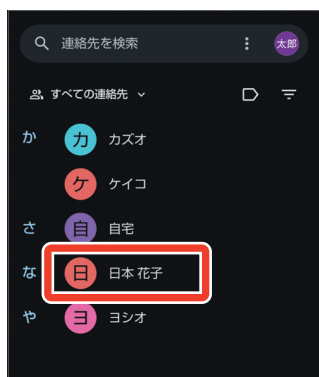 連絡先を検索 太郎
すべての連絡先
か カ カズオ
ケ ケイコ
さ 自 自宅
な 日 日本 花子
や ヨ ヨシオ